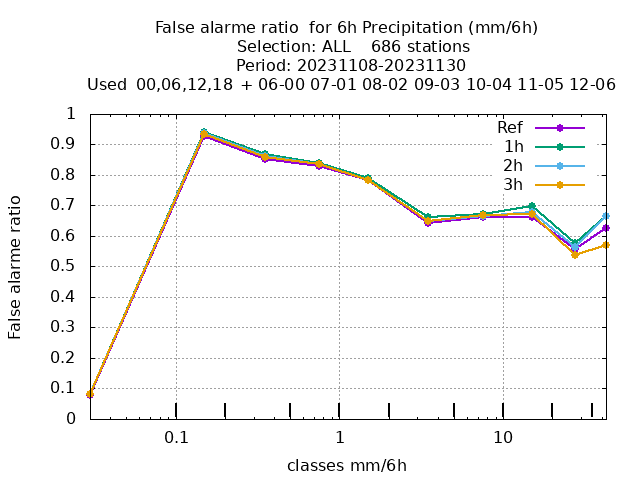 False alarme ratio  for 6h Precipitation (mm/6h)
Selection: ALL    686 stations
Period: 20231108-20231130
Used  00,06,12,18  + 06-00 07-01 08-02 09-03 10-04 11-05 12-06
Ref
1h
2h
3h
1
0.9
0.8
0.7
0.6
0.5
0.4
0.3
0.2
0.1
0
False alarme ratio
0.1 1 10
classes mm/6h